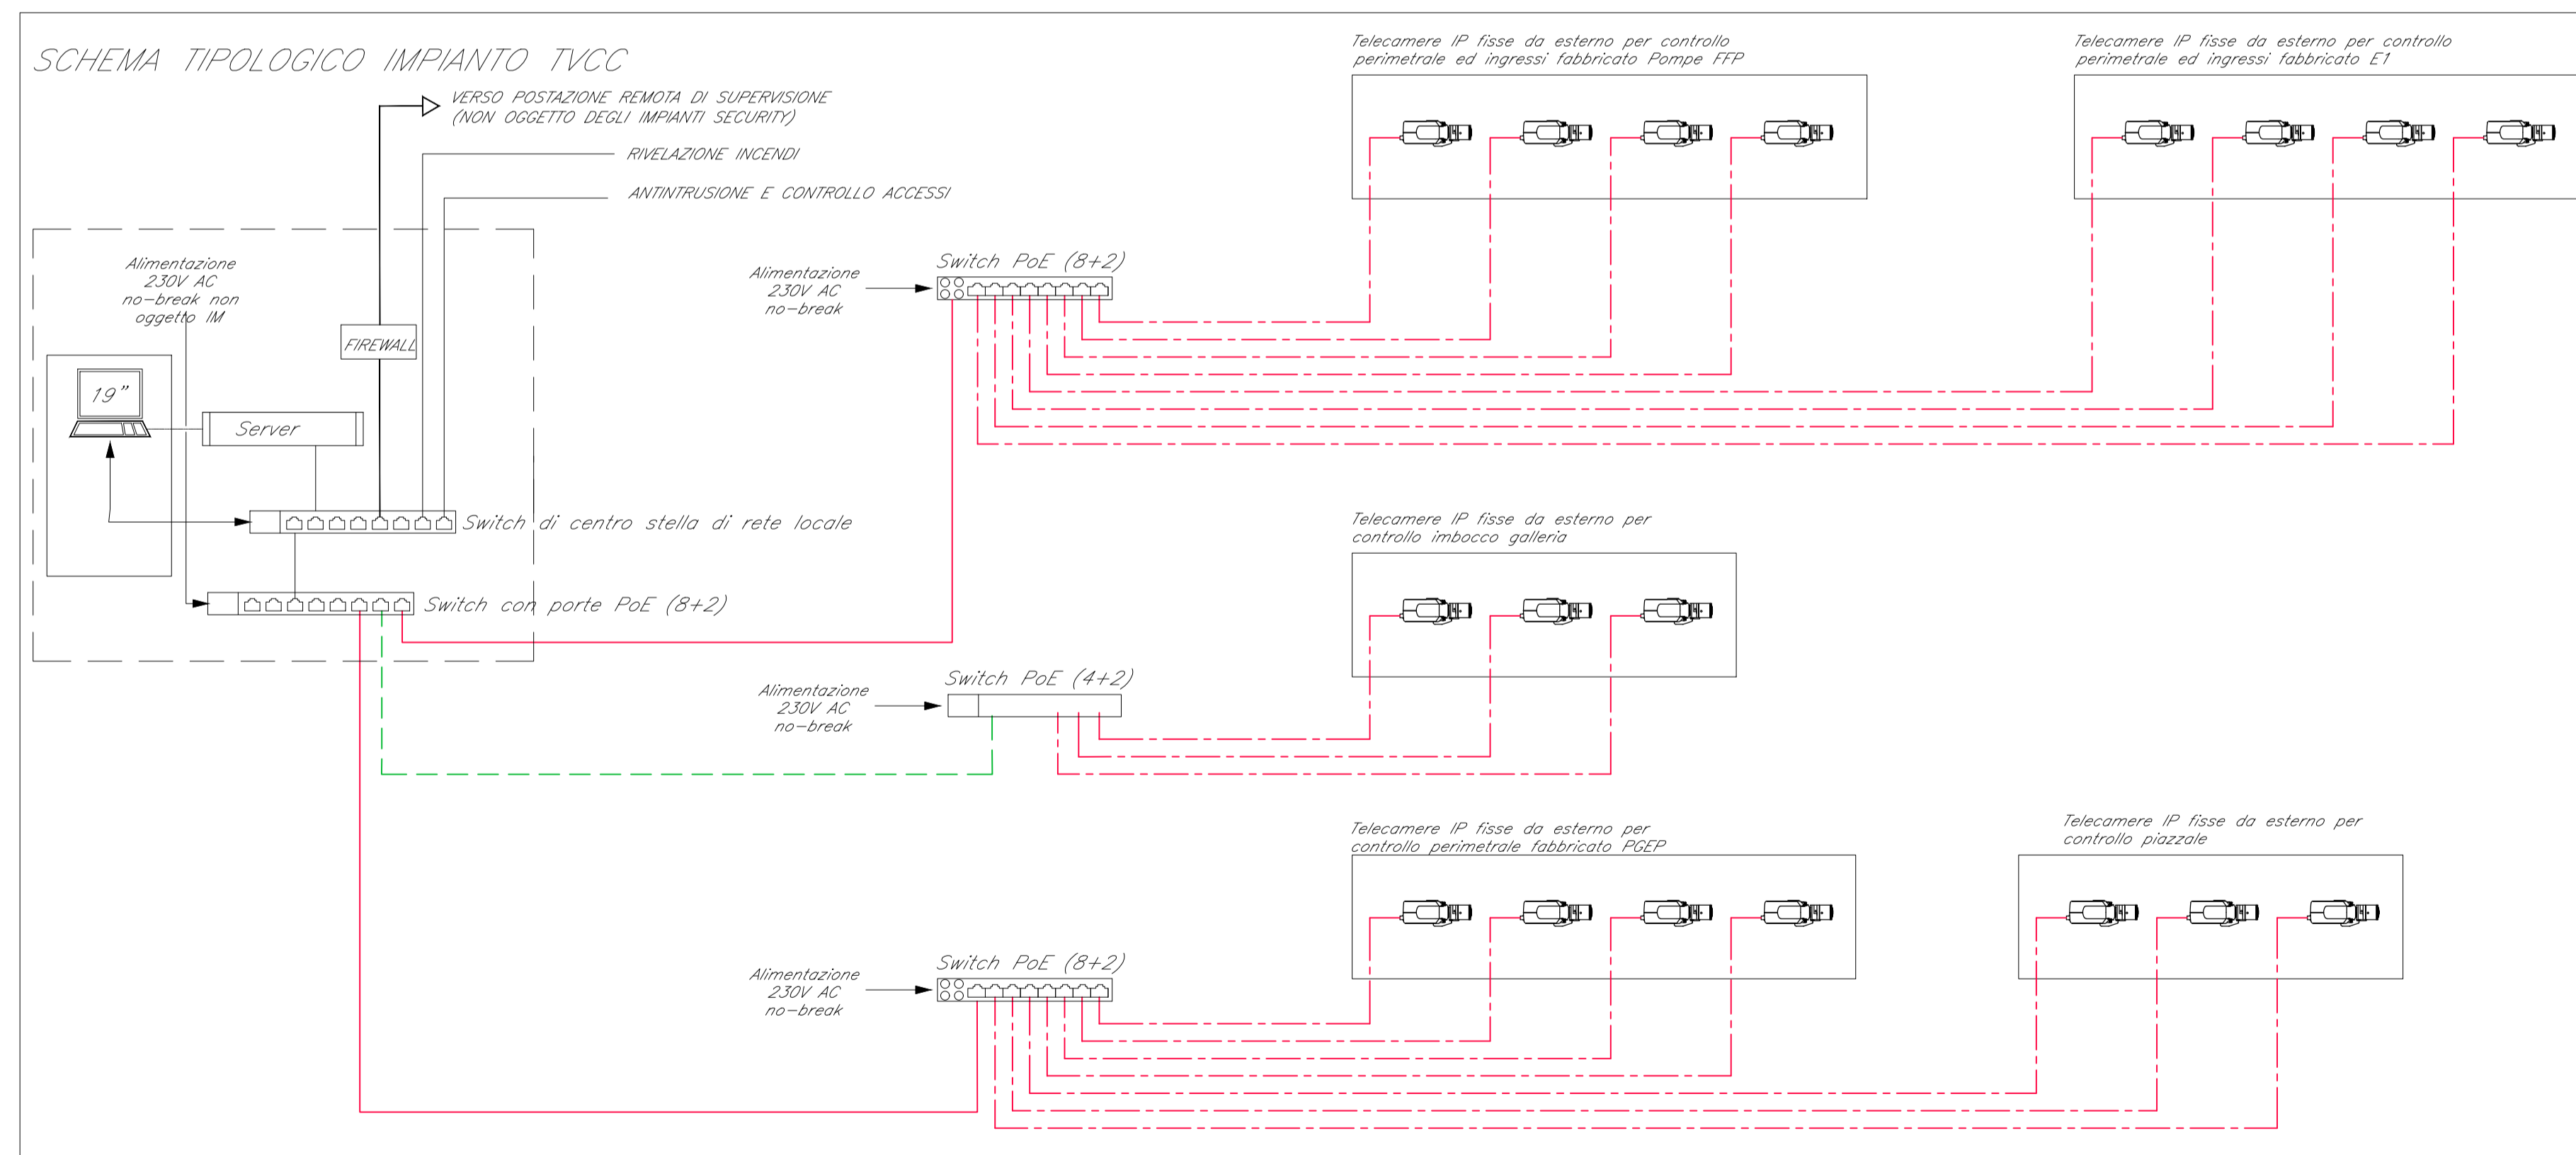 SCHEMA TIPOLOGICO IMPIANTO TVCC
VERSO POSTAZIONE REMOTA DI SUPERVISIONE
(NON OGGETTO DEGLI IMPIANTI SECURITY)
RIVELAZIONE INCENDI
ANTINTRUSIONE E CONTROLLO ACCESSI
Alimentazione
230V AC
no-break non
oggetto IM
FIREWALL
19"
Server
Switch di centro stella di rete locale
Switch con porte PoE (8+2)
Telecamere IP fisse da esterno per controllo
perimetrale ed ingressi fabbricato Pompe FFP
Telecamere IP fisse da esterno per controllo
perimetrale ed ingressi fabbricato E1
Switch PoE (8+2)
Alimentazione
230V AC
no-break
Telecamere IP fisse da esterno per
controllo imbocco galleria
Switch PoE (4+2)
Alimentazione
230V AC
no-break
Telecamere IP fisse da esterno per
controllo perimetrale fabbricato PGEP
Telecamere IP fisse da esterno per
controllo piazzale
Switch PoE (8+2)
Alimentazione
230V AC
no-break